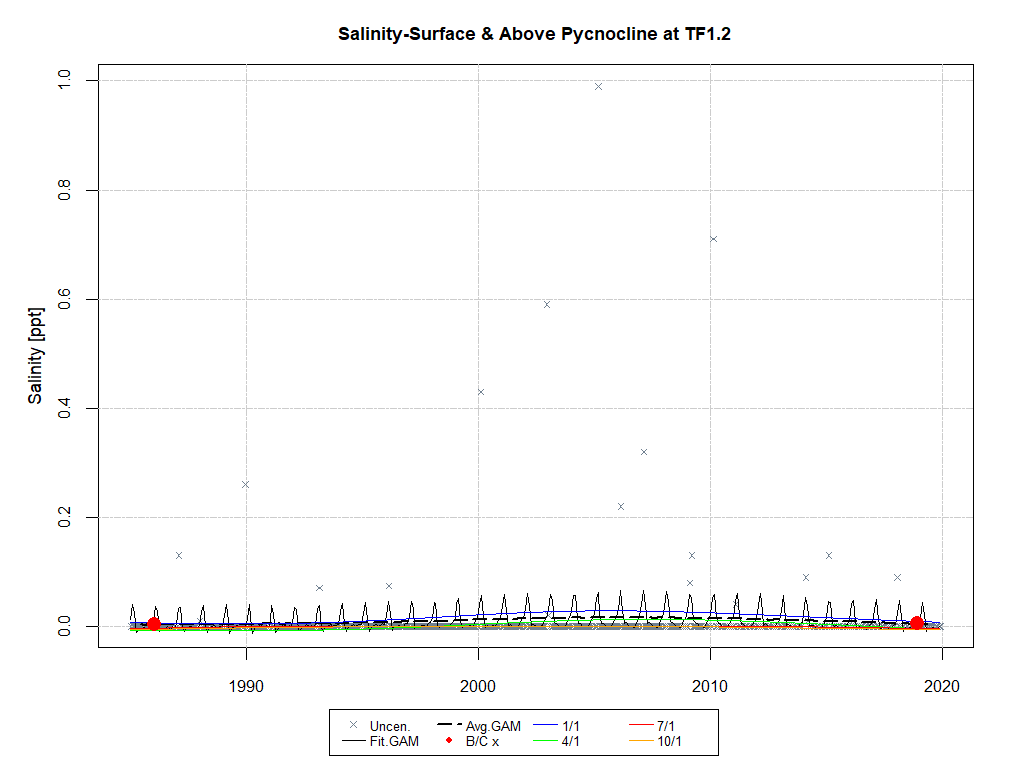 Salinity-Surface & Above Pycnocline at TF1.2
Salinity [ppt]
1.0
0.8
0.6
0.4
0.2
0.0
1990 2000 2010 2020
Uncen. Avg.GAM 1/1 7/1
Fit.GAM B/C x 4/1 10/1